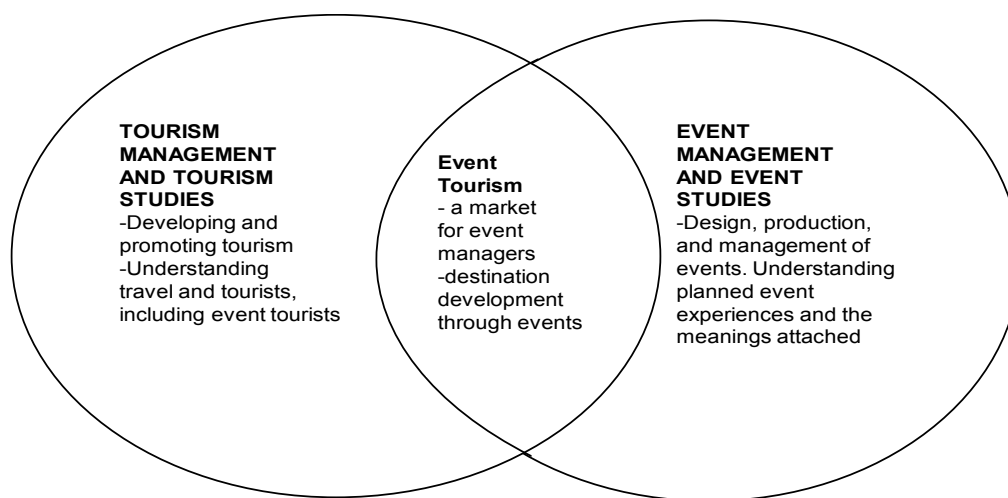 TOURISM
MANAGEMENT
AND TOURISM
STUDIES
-Developing and
promoting tourism
-Understanding
travel and tourists,
including event tourists
Event
Tourism
- a market
for event
managers
-destination
development
through events
EVENT
MANAGEMENT
AND EVENT
STUDIES
-Design, production,
and management of
events. Understanding
planned event
experiences and the
meanings attached